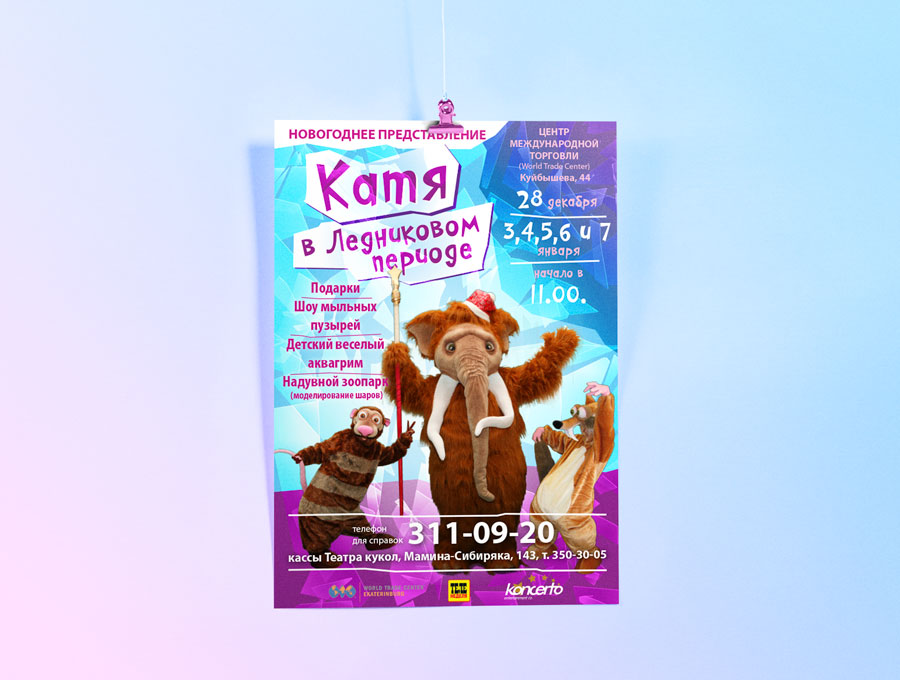 НОВОГОДНЕЕ ПРЕДСТАВЛЕНИЕ
Катя
в Ледниковом
периоде
ЦЕНТР
МЕЖДУНАРОДНОЙ
ТОРГОВЛИ
(World Trade Center)
Куйбышева, 44
28 декабря
3,4,5,6 и 7
января
начало в
11.00.
Подарки
Шоу мыльных
пузырей
Детский веселый
аквагрим
Надувной зоопарк
(моделирование шаров)
телефон
для справок
311-09-20
кассы Театра кукол, Мамина-Сибиряка, 143, т. 350-30-05
WORLD TRADE CENTER
EKATERINBURG
ТЕЛЕ
НЕДЕЛЯ
koncerto